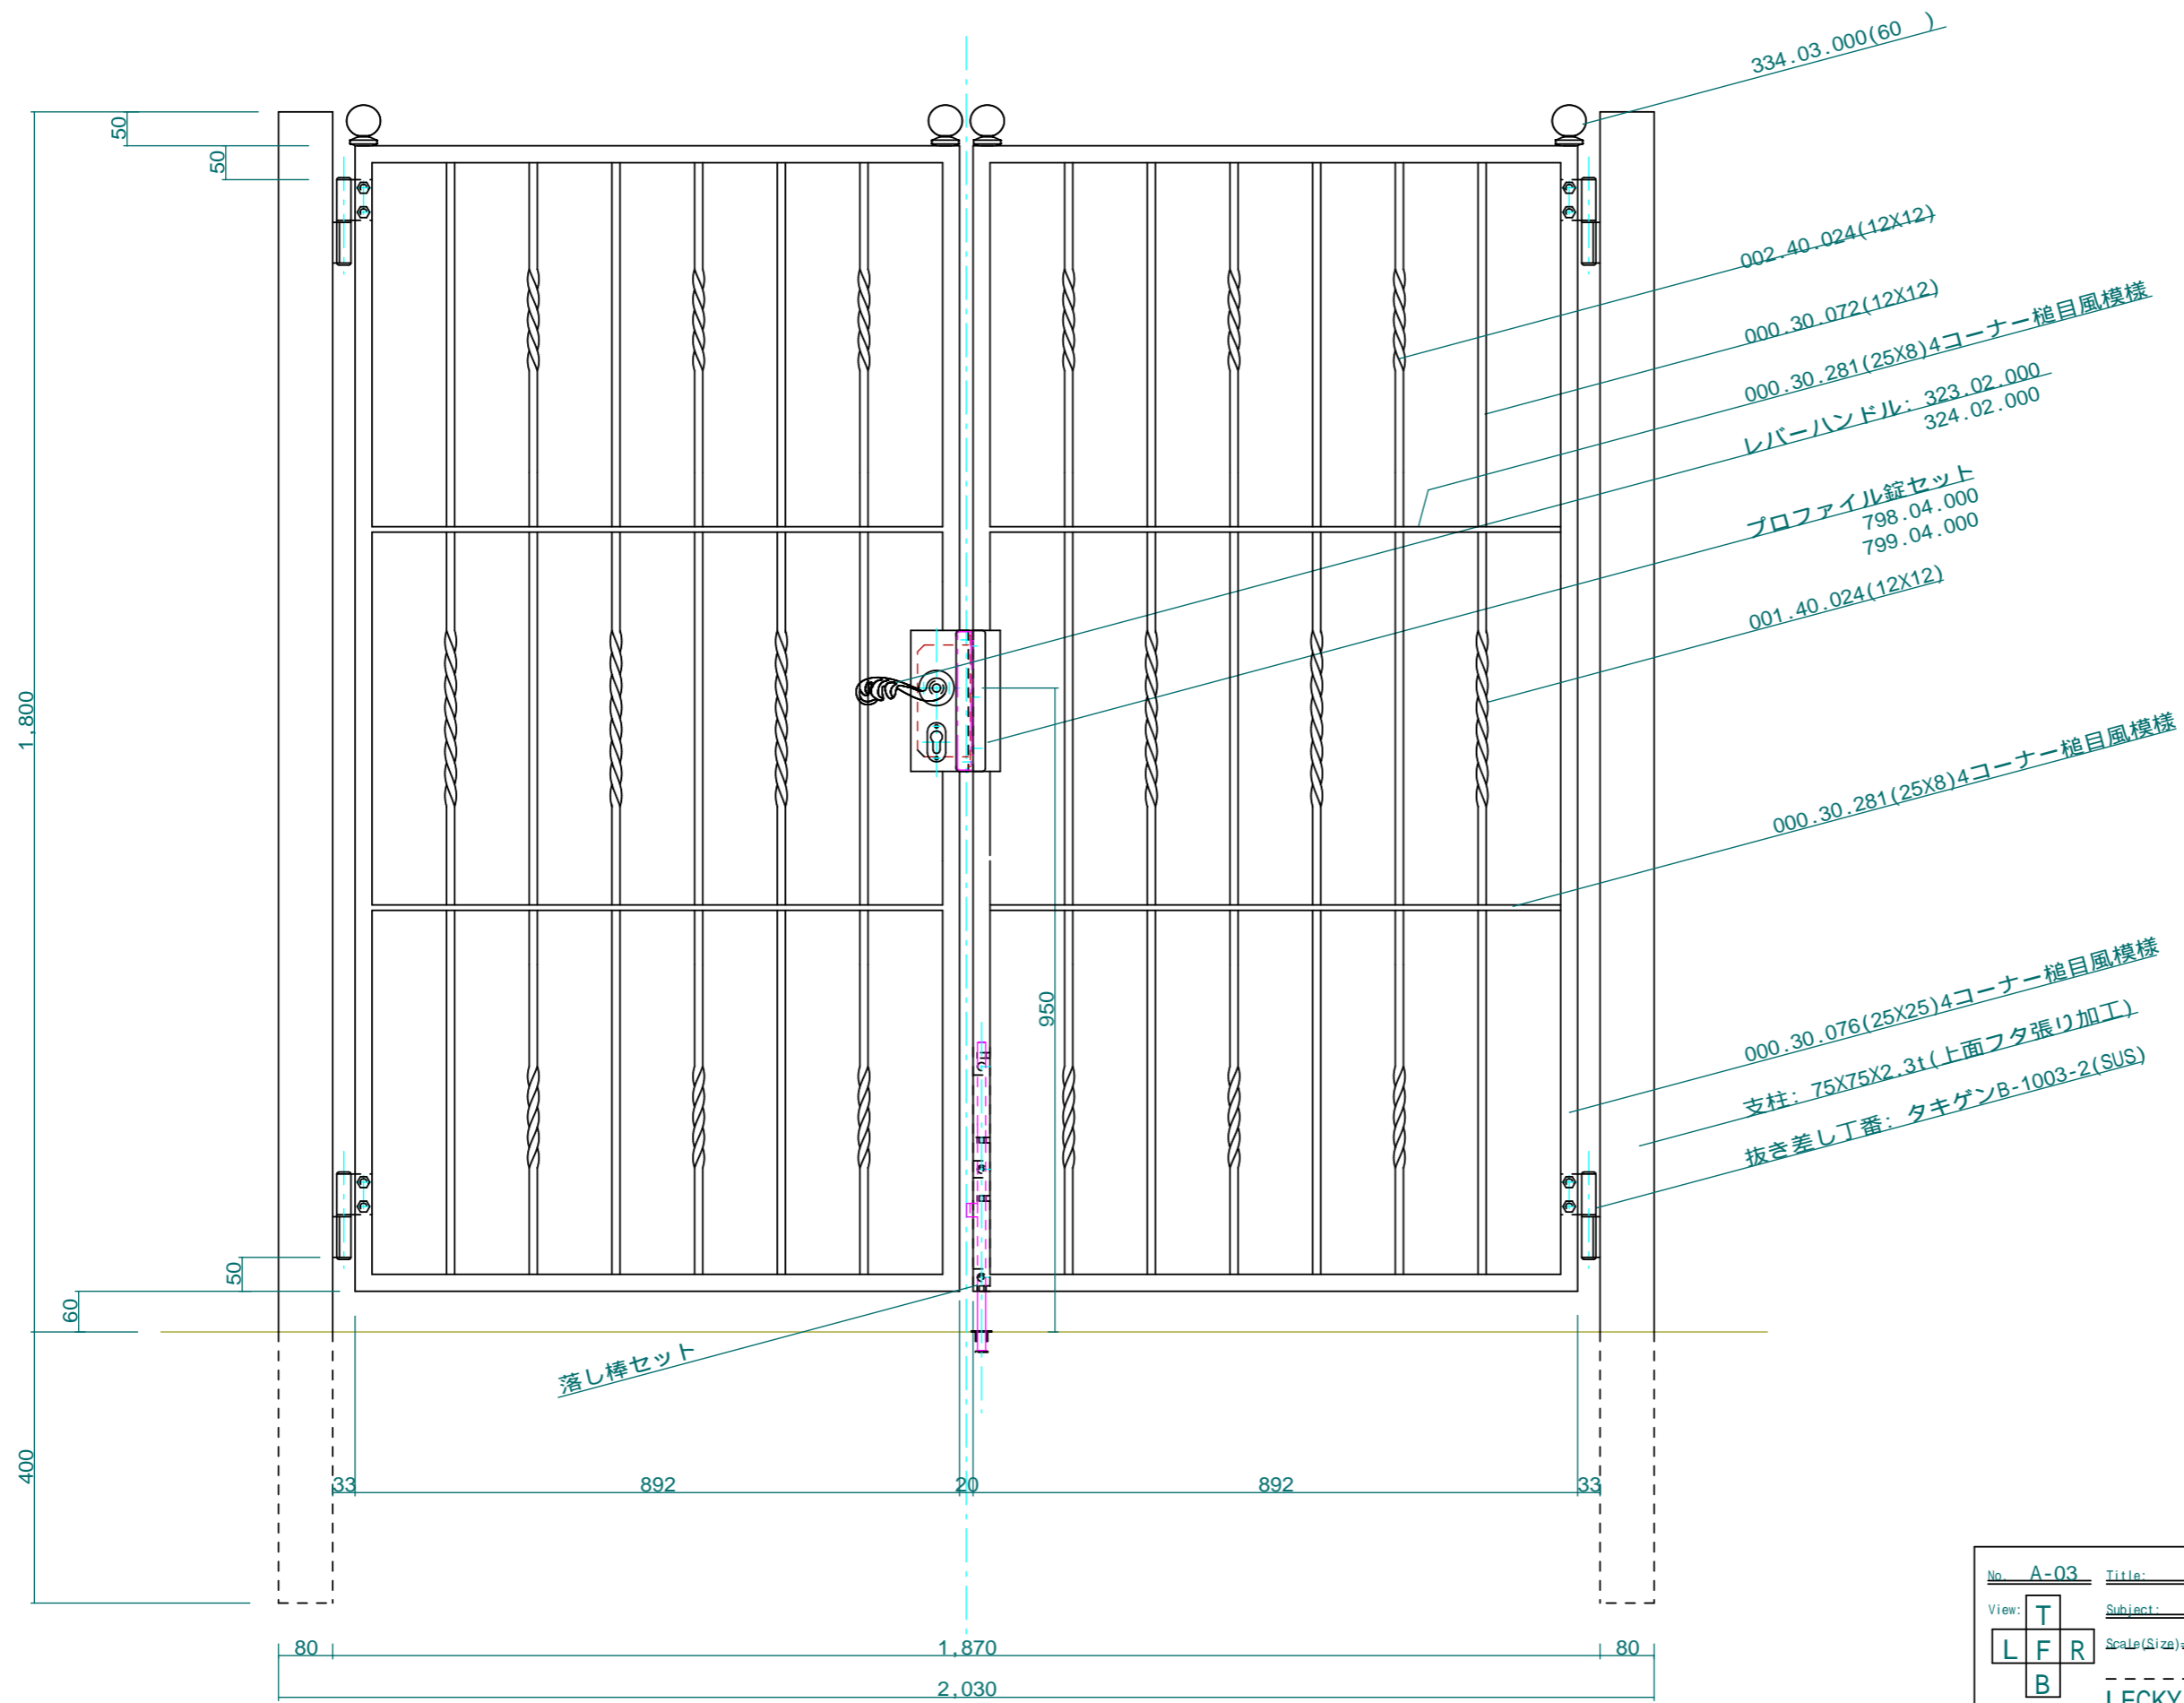 334.03.000(60 )
50
50
002.40.024(12X12)
000.30.072(12X12)
000.30.281(25X8)4コーナー槌目風模様
レバーハンドル: 323.02.000
324.02.000
プロファイル錠セット
798.04.000
799.04.000
001.40.024(12X12)
1,800
000.30.281(25X8)4コーナー槌目風模様
950
000.30.076(25X25)4コーナー槌目風模様
支柱: 75X75X2.3t(上面フタ張り加工)
抜き差し丁番: タキゲンB-1003-2(SUS)
50
60
落し棒セット
400
33
892
20
892
33
80
1,870
80
2,030
No. A-03
Title:
View:
T
Subject:
L F R
Scale(Size):
B
LECKY